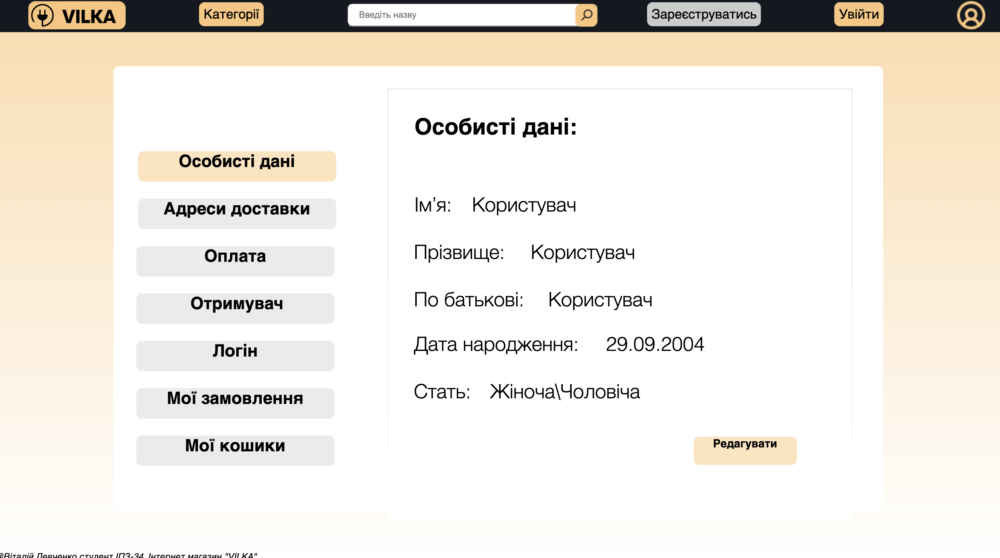 VILKA
Категорії
Введіть назву
Зареєструватись
Увійти
Особисті дані
Адреси доставки
Оплата
Отримувач
Логін
Мої замовлення
Мої кошики
Особисті дані:
Ім’я: Користувач
Прізвище: Користувач
По батькові: Користувач
Дата народження: 29.09.2004
Стать: Жіноча\Чоловіча
Редагувати
@Віталій Левченко студент ІПЗ-34. Інтернет магазин "VILKA"